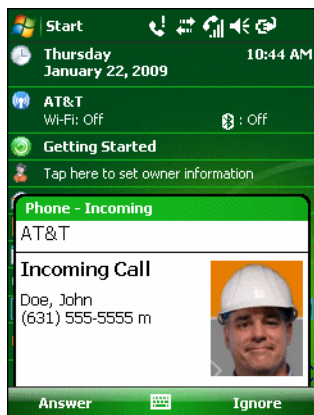 Start
Thursday 10:44 AM
January 22, 2009
AT&T
Wi-Fi: Off : Off
Getting Started
Tap here to set owner information
Phone - Incoming
AT&T
Incoming Call
Doe, John
(631) 555-5555 m
Answer Ignore